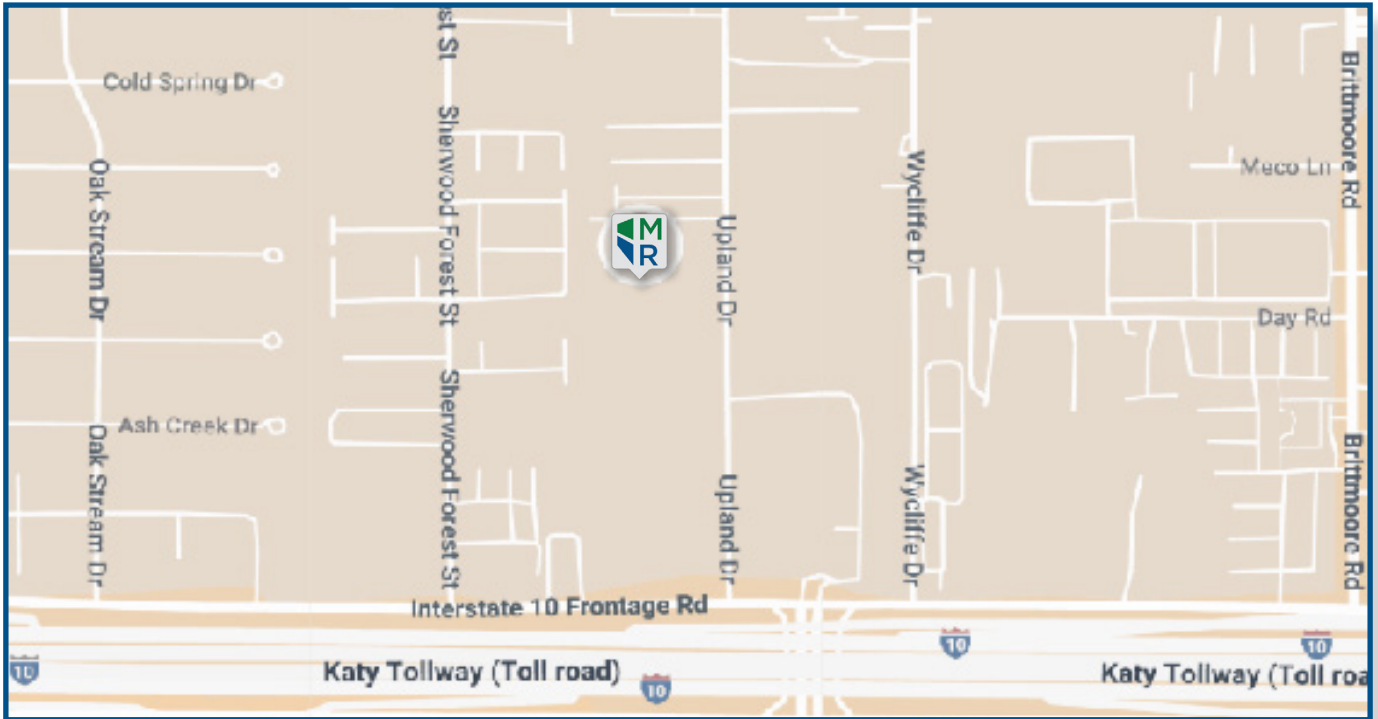 st St
Cold Spring Dr
Brittmoore Rd
Sherwood Forest St
Oak Stream Dr
Wycliffe Dr
Meco Ln
M
R
Upland Dr
Day Rd
Sherwood Forest St
Ash Creek Dr
Oak Stream Dr
Brittmoore Rd
Wycliffe Dr
Upland Dr
Interstate 10 Frontage Rd
10
10
10
Katy Tollway (Toll road)
10
Katy Tollway (Toll roa